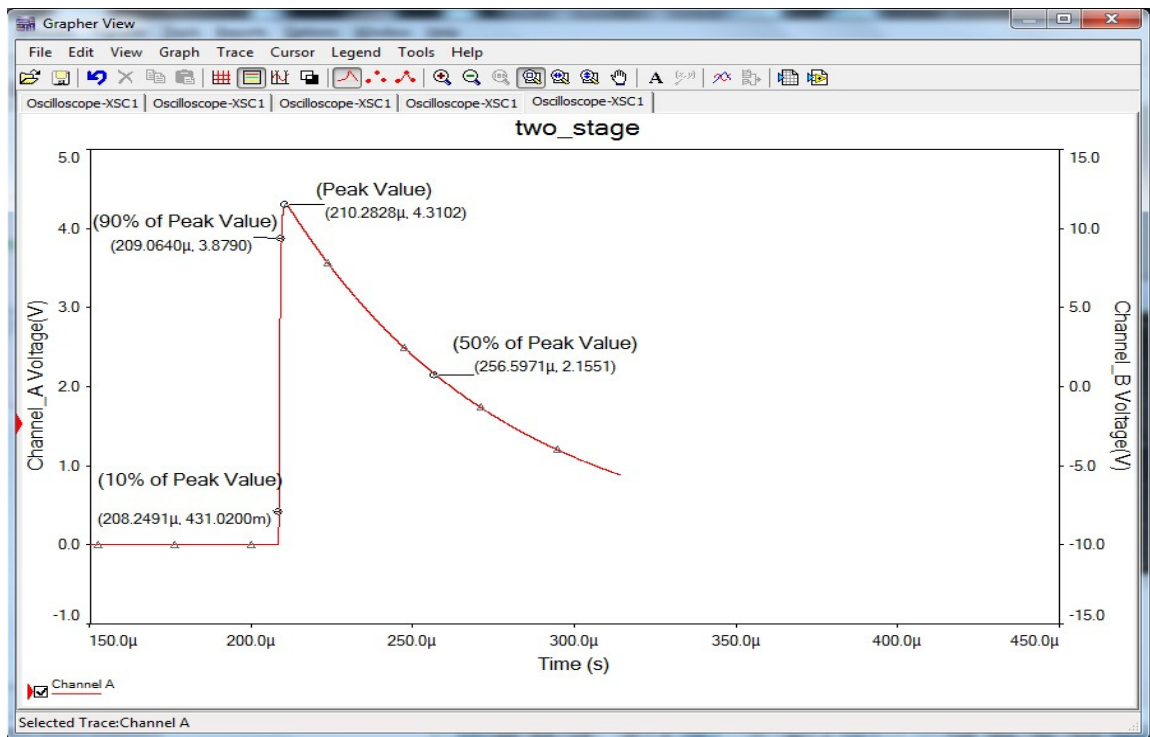 Grapher View
File Edit View Graph Trace Cursor Legend Tools Help
Oscilloscope-XSC1 Oscilloscope-XSC1 Oscilloscope-XSC1 Oscilloscope-XSC1 Oscilloscope-XSC1
two_stage
5.0
4.0
3.0
2.0
1.0
0.0
-1.0
Channel_A Voltage(V)
(Peak Value)
(210.2828μ, 4.3102)
(90% of Peak Value)
(209.0640μ, 3.8790)
(50% of Peak Value)
(256.5971μ, 2.1551)
(10% of Peak Value)
(208.2491μ, 431.0200m)
15.0
10.0
5.0
0.0
-5.0
-10.0
-15.0
Channel_B Voltage(V)
150.0μ 200.0μ 250.0μ 300.0μ 350.0μ 400.0μ 450.0μ
Time (s)
Channel A
Selected Trace:Channel A